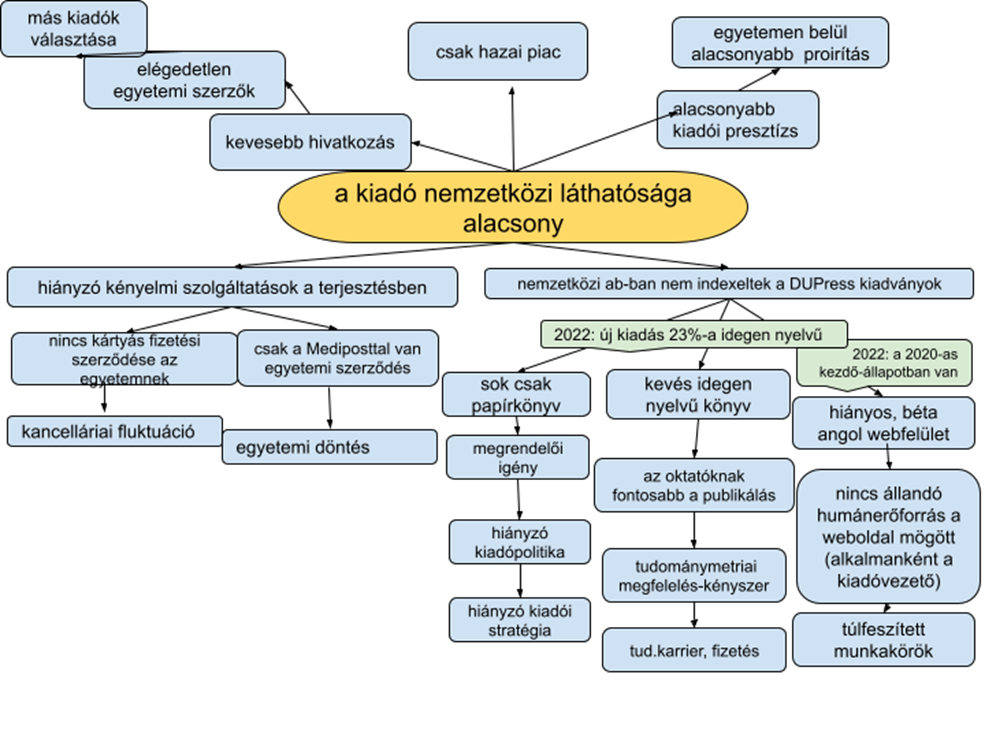 más kiadók
választása
elégedetlen
egyetemi szerzők
kevesebb hivatkozás
csak hazai piac
egyetemen belül
alacsonyabb proirítás
alacsonyabb
kiadói presztízs
a kiadó nemzetközi láthatósága
alacsony
hiányzó kényelmi szolgáltatások a terjesztésben
nemzetközi ab-ban nem indexeltek a DUPress kiadványok
nincs kártyás fizetési
szerződése az
egyetemnek
kancelláriai fluktuáció
csak a Mediposttal van
egyetemi szerződés
egyetemi döntés
2022: új kiadás 23%-a idegen nyelvű
2022: a 2020-as
kezdő-állapotban van
sok csak
papírkönyv
megrendelői
igény
hiányzó
kiadópolitika
hiányzó kiadói
stratégia
kevés idegen
nyelvű könyv
az oktatóknak
fontosabb a publikálás
tudománymetriai
megfelelés-kényszer
tud.karrier, fizetés
hiányos, béta
angol webfelület
nincs állandó
humánerőforrás a
weboldal mögött
(alkalmanként a
kiadóvezető)
túlfeszített
munkakörök